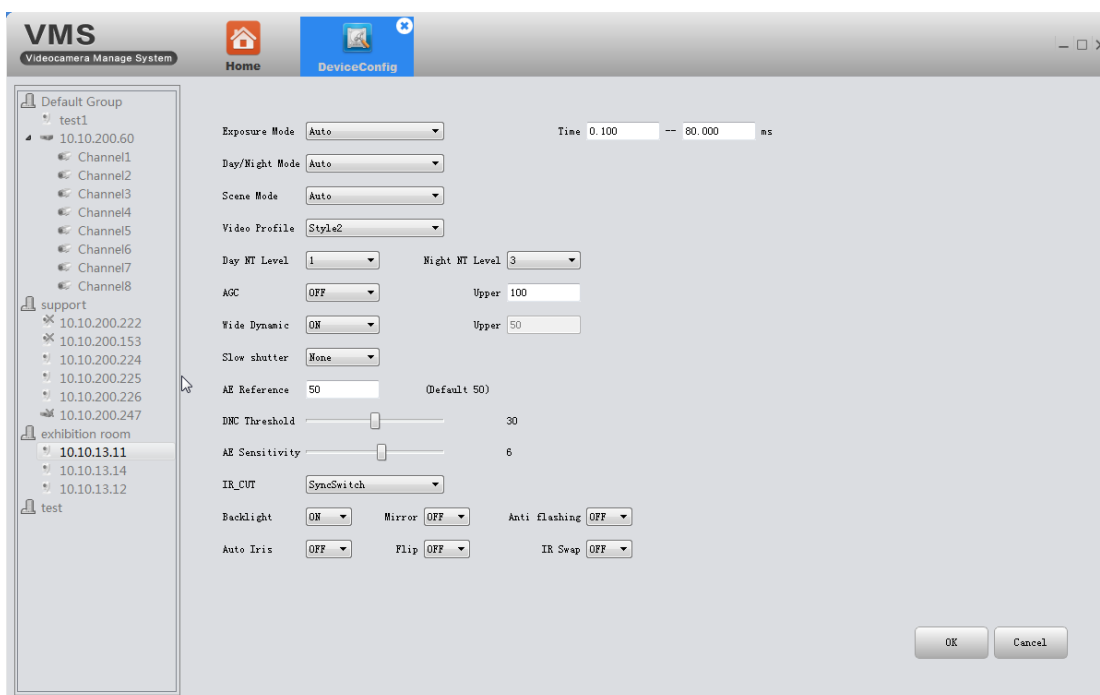 VMS
Videocamera Manage System
Home
DeviceConfig
Default Group
test1
10.10.200.60
Channel1
Channel2
Channel3
Channel4
Channel5
Channel6
Channel7
Channel8
support
10.10.200.222
10.10.200.153
10.10.200.224
10.10.200.225
10.10.200.226
10.10.200.247
exhibition room
10.10.13.11
10.10.13.14
10.10.13.12
test
Exposure Mode Auto Time 0.100 -- 80.000 ms
Day/Night Mode Auto
Scene Mode Auto
Video Profile Style2
Day NT Level 1 Night NT Level 3
AGC OFF Upper 100
Wide Dynamic ON Upper 50
Slow shutter None
AE Reference 50 (Default 50)
DNC Threshold 30
AE Sensitivity 6
IR_CUT SyncSwitch
Backlight ON Mirror OFF Anti flashing OFF
Auto Iris OFF Flip OFF IR Swap OFF
OK Cancel